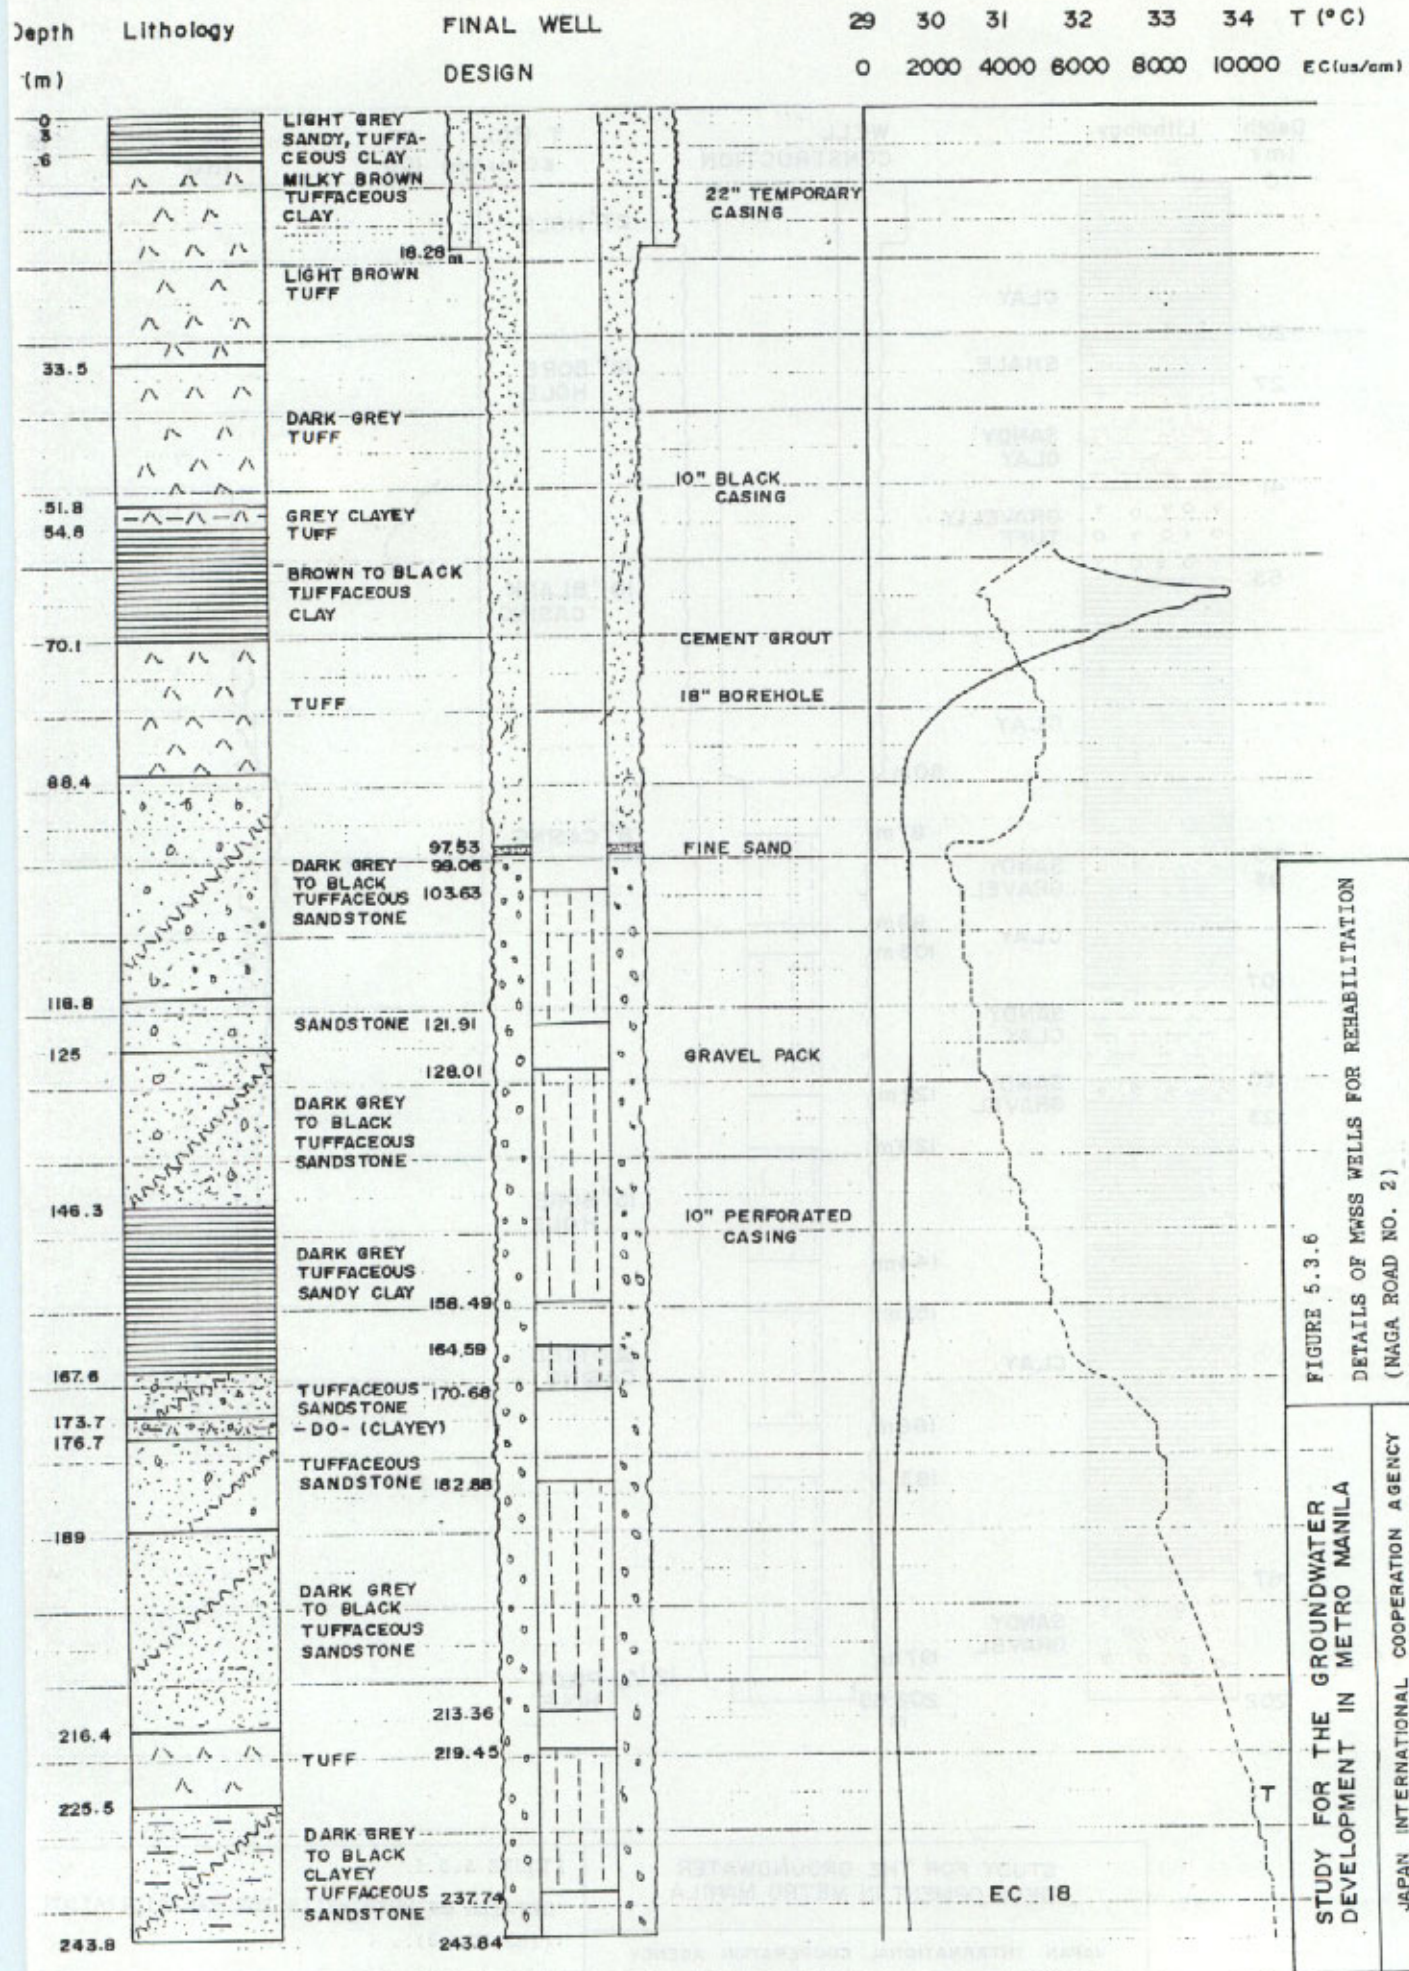 Depth Lithology FINAL WELL 29 30 31 32 33 34 T (°C)
(m) DESIGN 0 2000 4000 6000 8000 10000 EC(us/cm)
0
3
6
LIGHT GREY
SANDY, TUFFA-
CEOUS CLAY
MILKY BROWN
TUFFACEOUS
CLAY
22" TEMPORARY
CASING
18.28 m
LIGHT BROWN
TUFF
33.5
DARK GREY
TUFF
10" BLACK
CASING
51.8
GREY CLAYEY
TUFF
54.8
BROWN TO BLACK
TUFFACEOUS
CLAY
CEMENT GROUT
70.1
18" BOREHOLE
TUFF
88.4
97.53
FINE SAND
99.06
DARK GREY
TO BLACK
TUFFACEOUS
SANDSTONE
103.63
118.8
SANDSTONE 121.91
125
GRAVEL PACK
128.01
DARK GREY
TO BLACK
TUFFACEOUS
SANDSTONE
146.3
10" PERFORATED
CASING
DARK GREY
TUFFACEOUS
SANDY CLAY
158.49
164.59
167.6
TUFFACEOUS
SANDSTONE
170.68
173.7
-DO- (CLAYEY)
176.7
TUFFACEOUS
SANDSTONE 182.88
189
DARK GREY
TO BLACK
TUFFACEOUS
SANDSTONE
213.36
216.4
TUFF
219.45
T
225.5
DARK GREY
TO BLACK
CLAYEY
TUFFACEOUS
SANDSTONE
237.74
EC. 18
243.8
243.84
FIGURE 5.3.6
DETAILS OF MWSS WELLS FOR REHABILITATION
(NAGA ROAD NO. 2)
STUDY FOR THE GROUNDWATER
DEVELOPMENT IN METRO MANILA
JAPAN INTERNATIONAL COOPERATION AGENCY